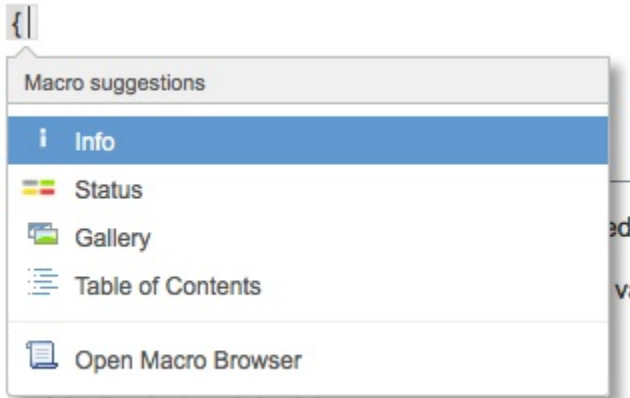 {
Macro suggestions
Info
Status
Gallery
Table of Contents
Open Macro Browser